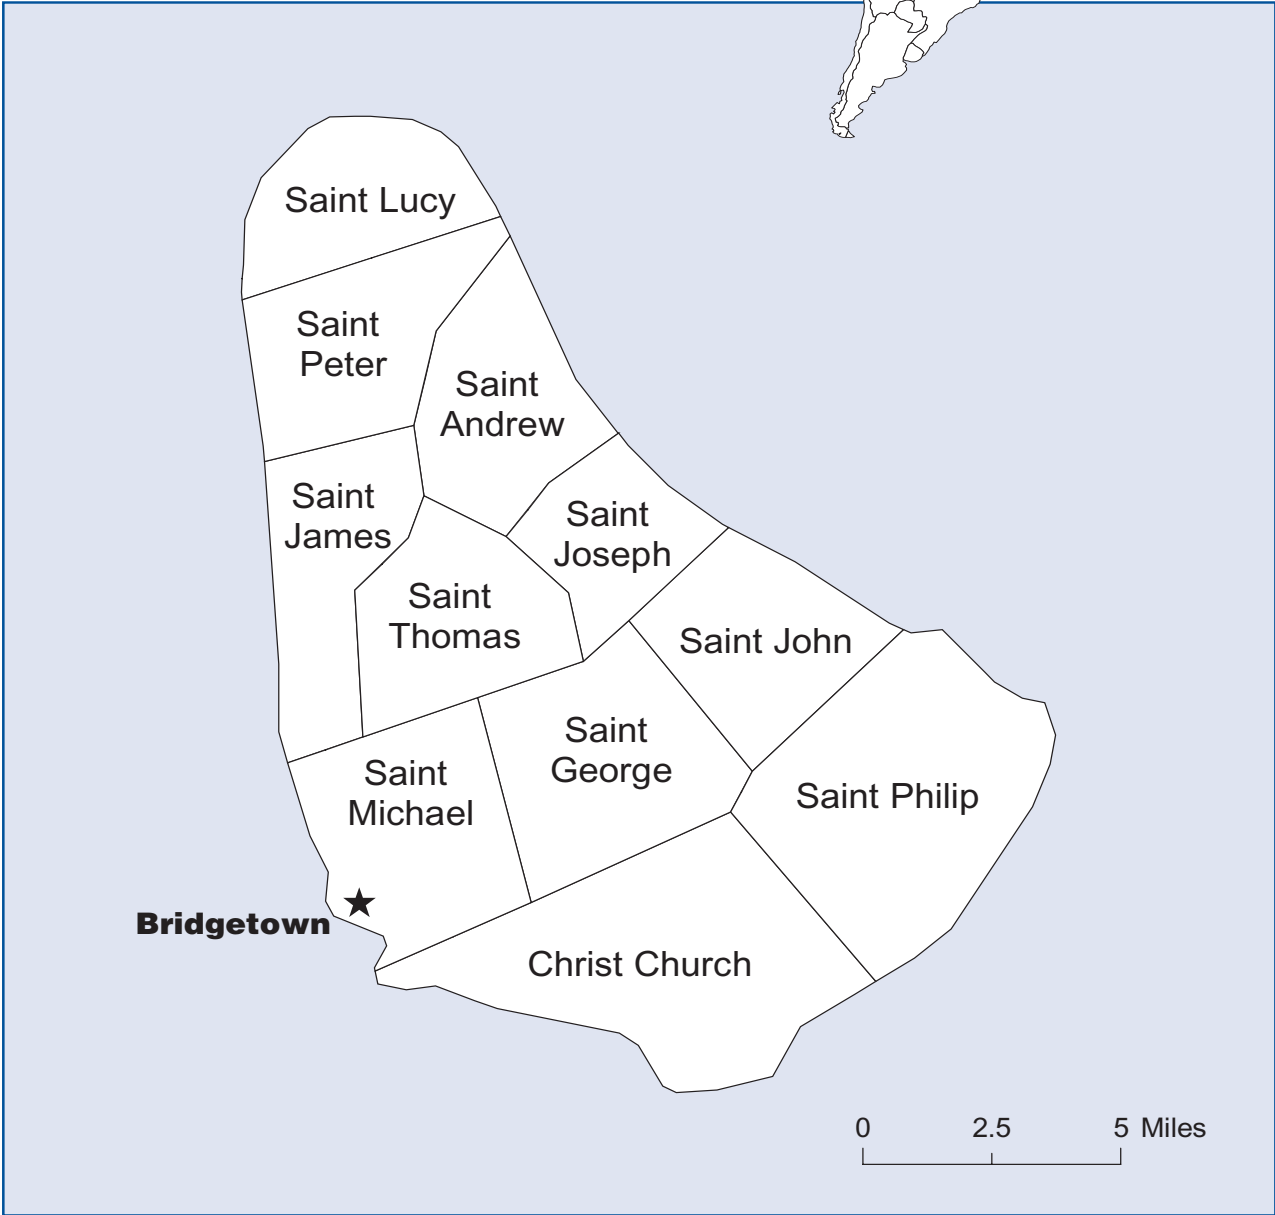 Saint Lucy
Saint
Peter
Saint
Andrew
Saint
James
Saint
Joseph
Saint
Thomas
Saint John
Saint
George
Saint
Michael
Saint Philip
Bridgetown
Christ Church
0 2.5 5 Miles